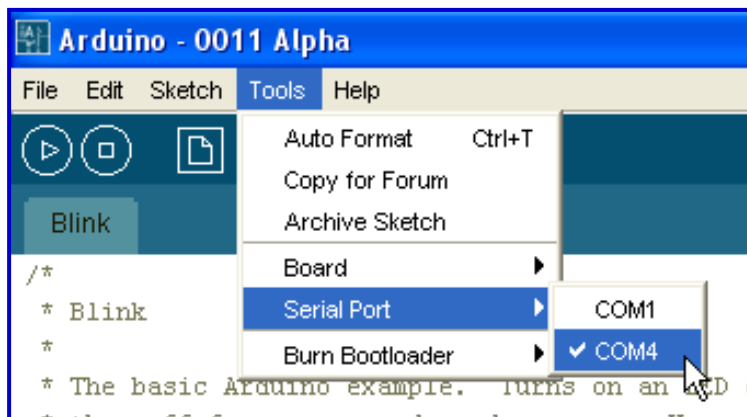 Arduino - 0011 Alpha
File Edit Sketch Tools Help
Auto Format Ctrl+T
Copy for Forum
Archive Sketch
Blink
Board
Serial Port
Burn Bootloader
COM1
COM4
/*
* Blink
*
* The basic Arduino example. Turns on an